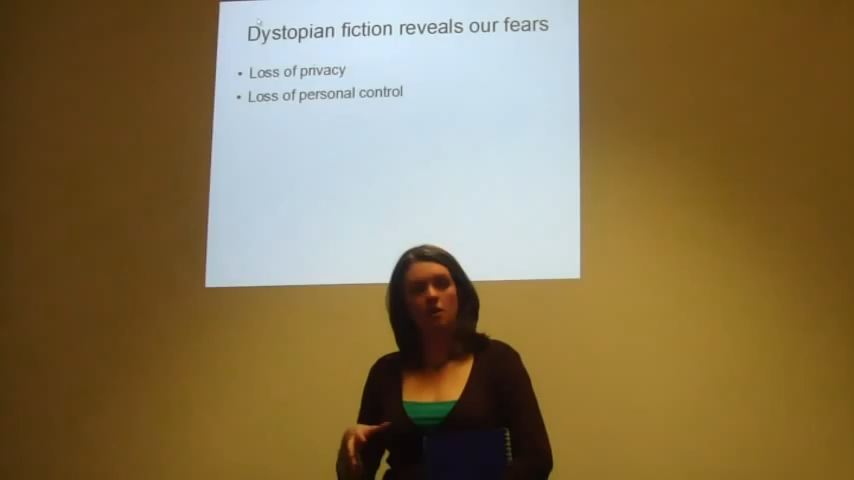 Dystopian fiction reveals our fears
• Loss of privacy
• Loss of personal control